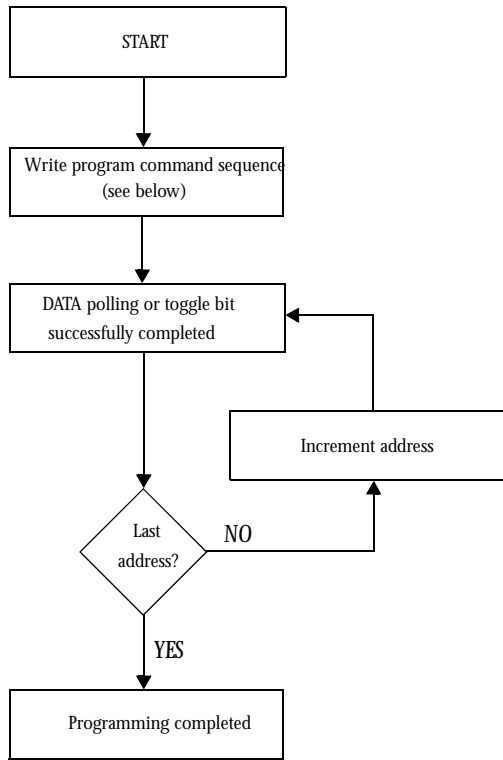 START
Write program command sequence
(see below)
DATA polling or toggle bit
successfully completed
Increment address
Last
address?
NO
YES
Programming completed